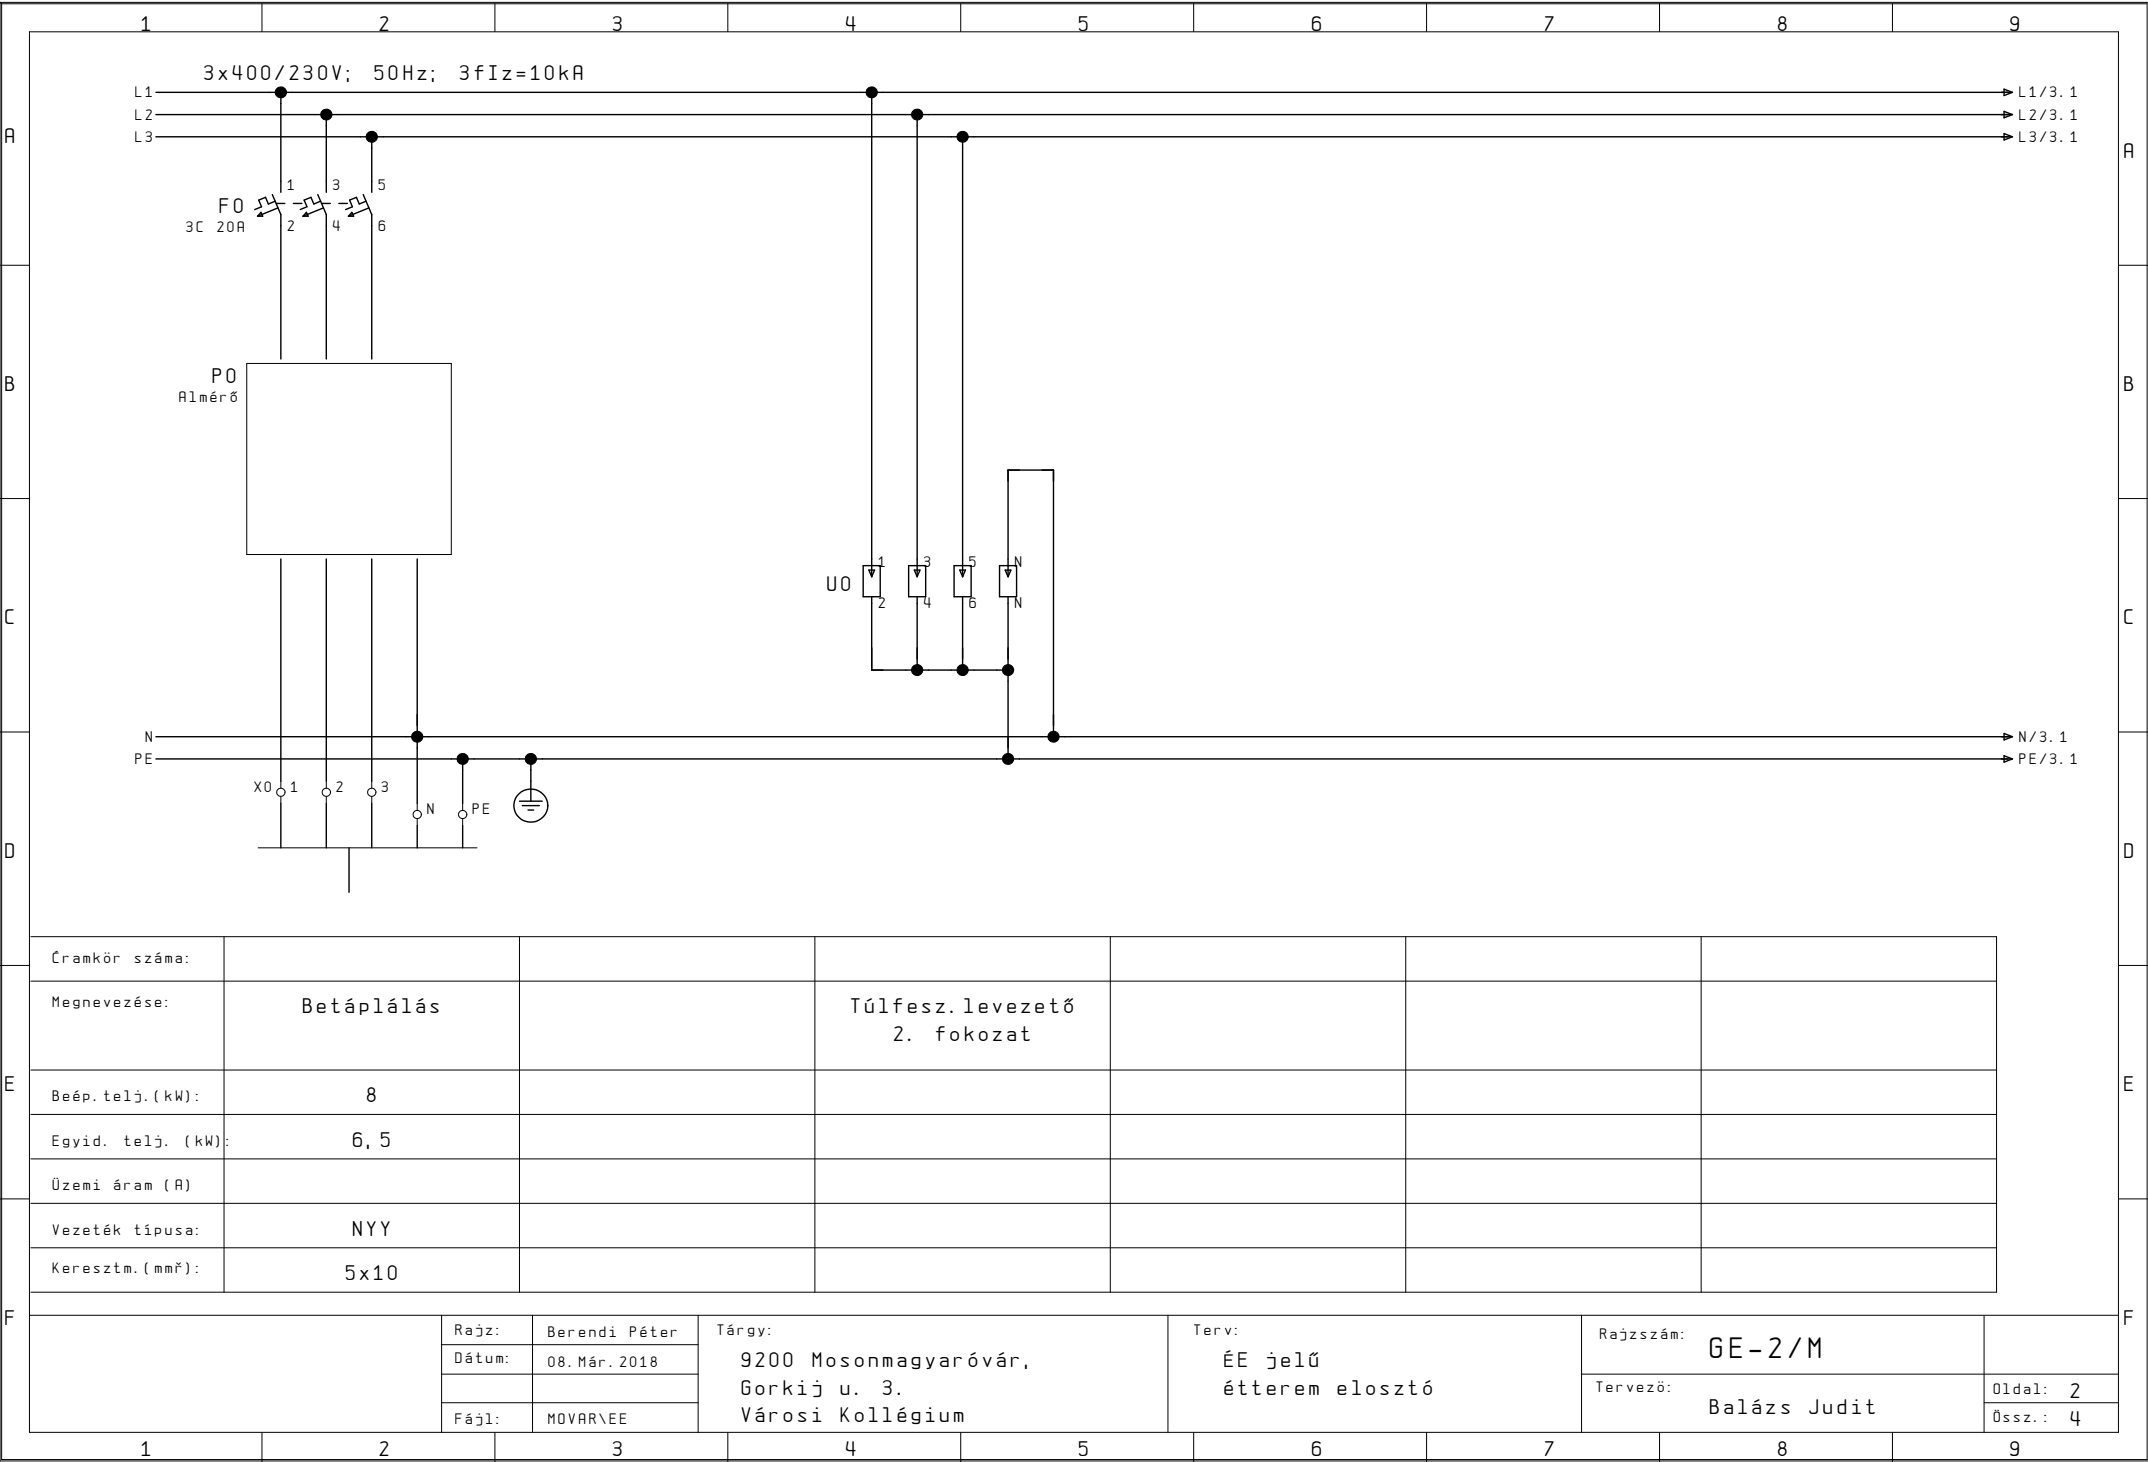 1 2 3 4 5 6 7 8 9
3x400/230V; 50Hz; 3fIz=10kA
L1 L1/3.1
L2 L2/3.1
L3 L3/3.1
A A
1 3 5
F0
3C 20A
2 4 6
P0
Almérő
B B
1 3 5 N
U0
2 4 6 N
C C
N N/3.1
PE PE/3.1
X0 1 2 3
N PE
D D
Ĺramkör száma:
Megnevezése: Betáplálás Túlfesz.levezető
2. fokozat
E E
Beép.telj.(kW): 8
Egyid. telj. (kW): 6,5
Üzemi áram (A)
Vezeték típusa: NYY
Keresztm.(mmř): 5x10
F F
Rajz: Berendi Péter
Dátum: 08.Már.2018
Fájl: MOVAR\EE
Tárgy:
9200 Mosonmagyaróvár,
Gorkij u. 3.
Városi Kollégium
Terv:
ÉE jelű
étterem elosztó
Rajzszám: GE-2/M
Tervezö: Balázs Judit
Oldal: 2
Össz.: 4
1 2 3 4 5 6 7 8 9